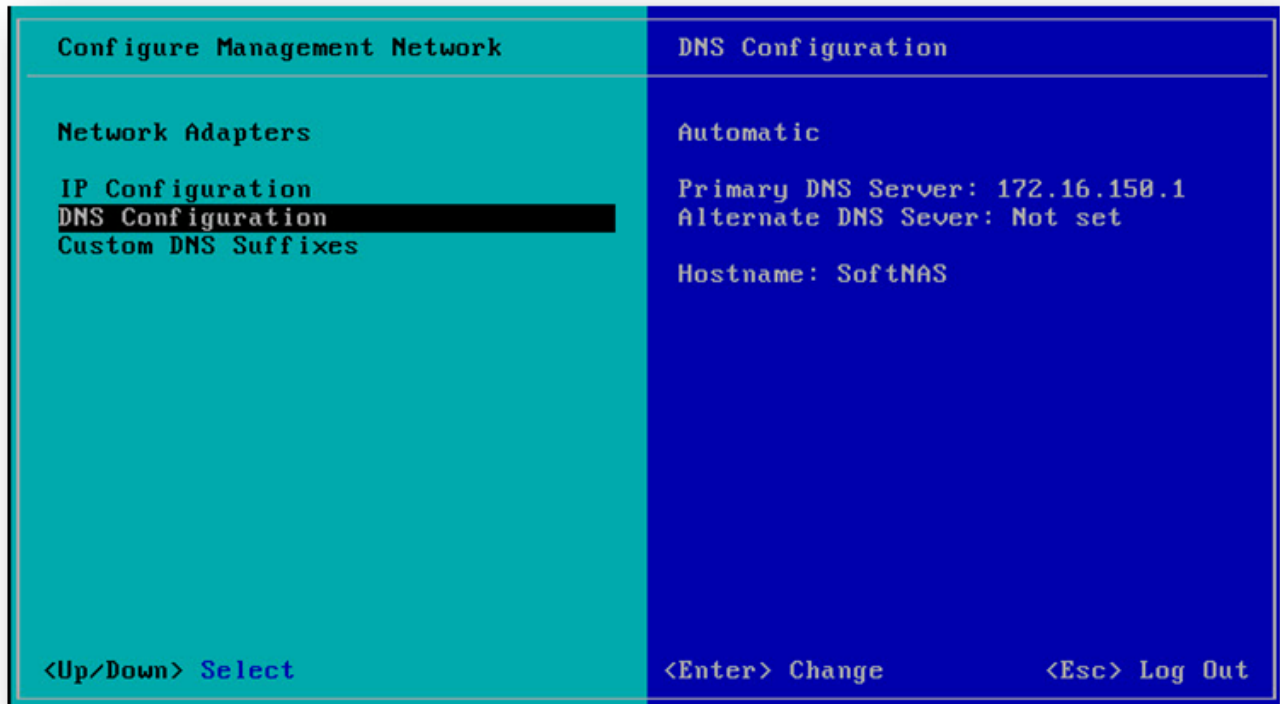 Configure Management Network
Network Adapters
IP Configuration
DNS Configuration
Custom DNS Suffixes
<Up/Down> Select
DNS Configuration
Automatic
Primary DNS Server: 172.16.150.1
Alternate DNS Sever: Not set
Hostname: SoftNAS
<Enter> Change <Esc> Log Out